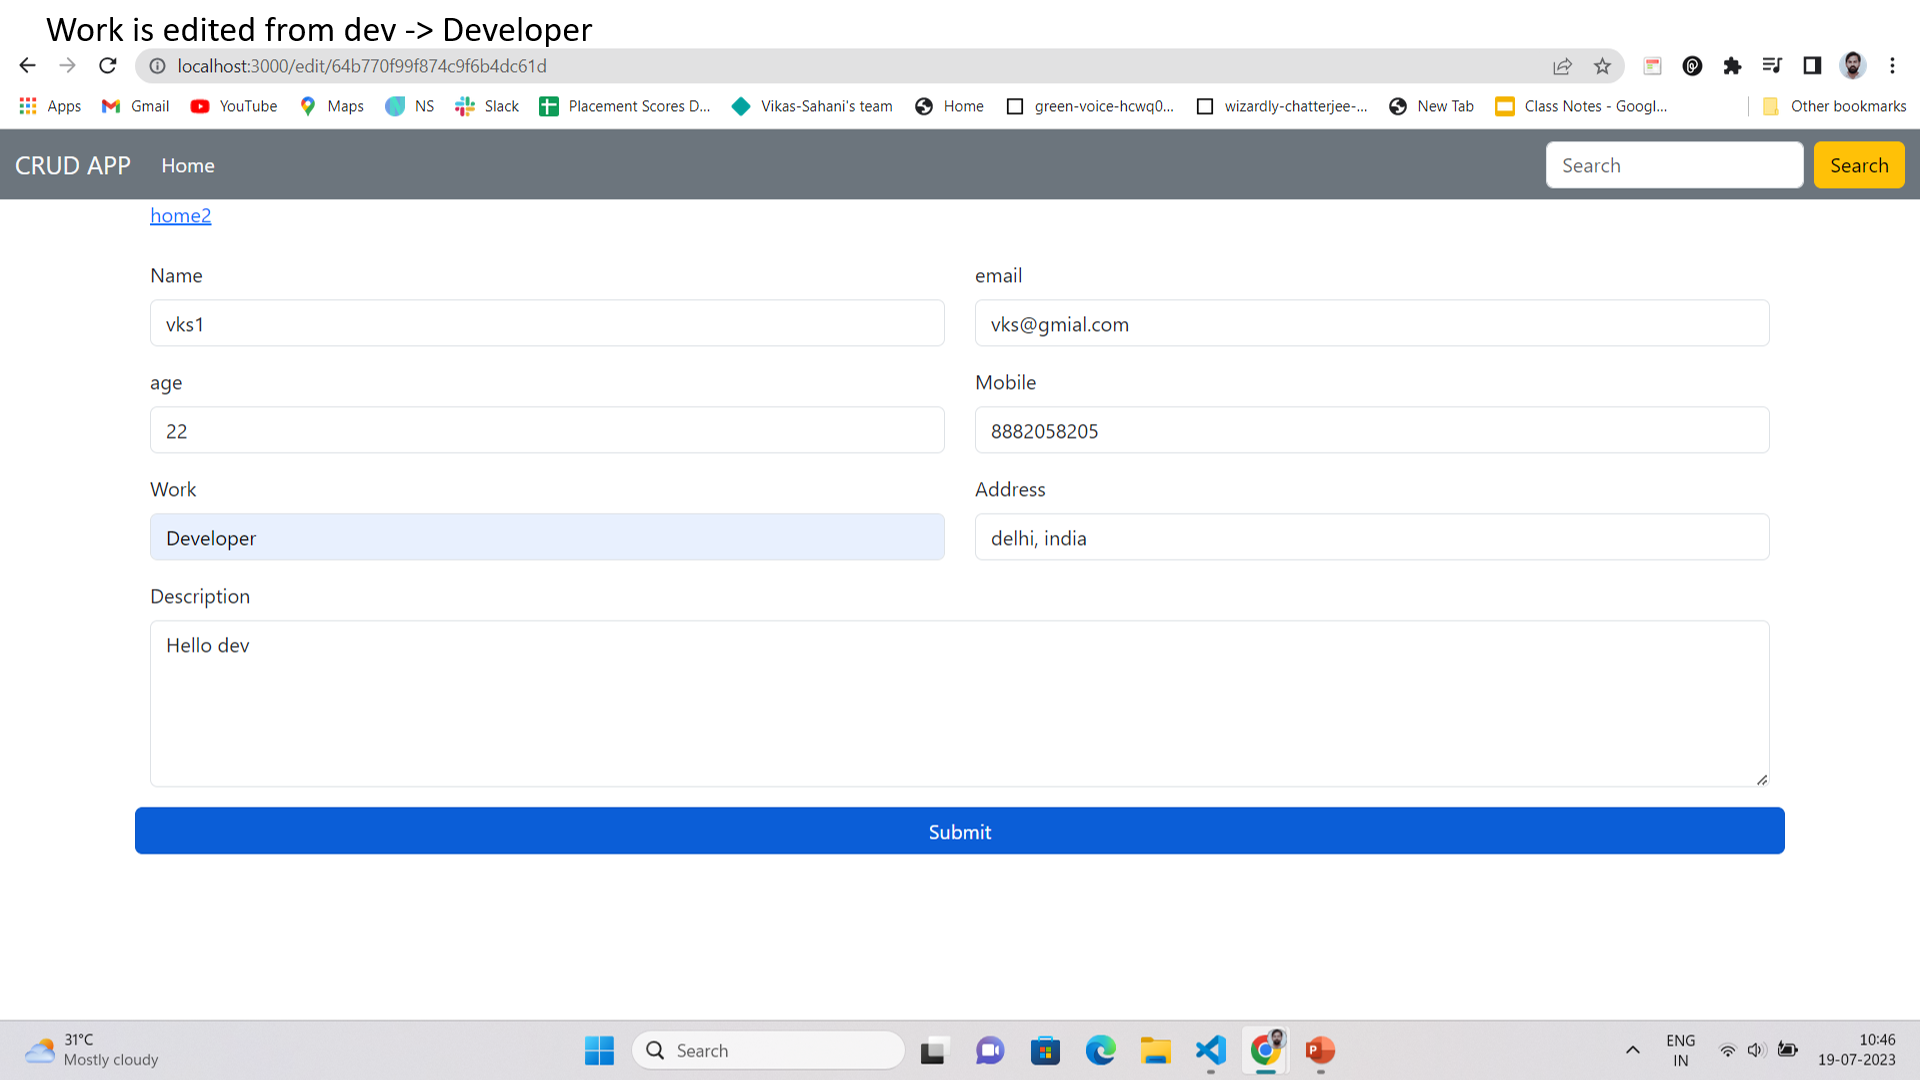 Work is edited from dev -> Developer
localhost:3000/edit/64b770f99f874c9f6b4dc61d
Apps Gmail YouTube Maps NS Slack Placement Scores D... Vikas-Sahani's team Home green-voice-hcwq0... wizardly-chatterjee-... New Tab Class Notes - Googl... Other bookmarks
CRUD APP Home Search Search
home2
Name email
vks1 vks@gmial.com
age Mobile
22 8882058205
Work Address
Developer delhi, india
Description
Hello dev
Submit
31°C
Mostly cloudy
Search
ENG
IN
10:46
19-07-2023